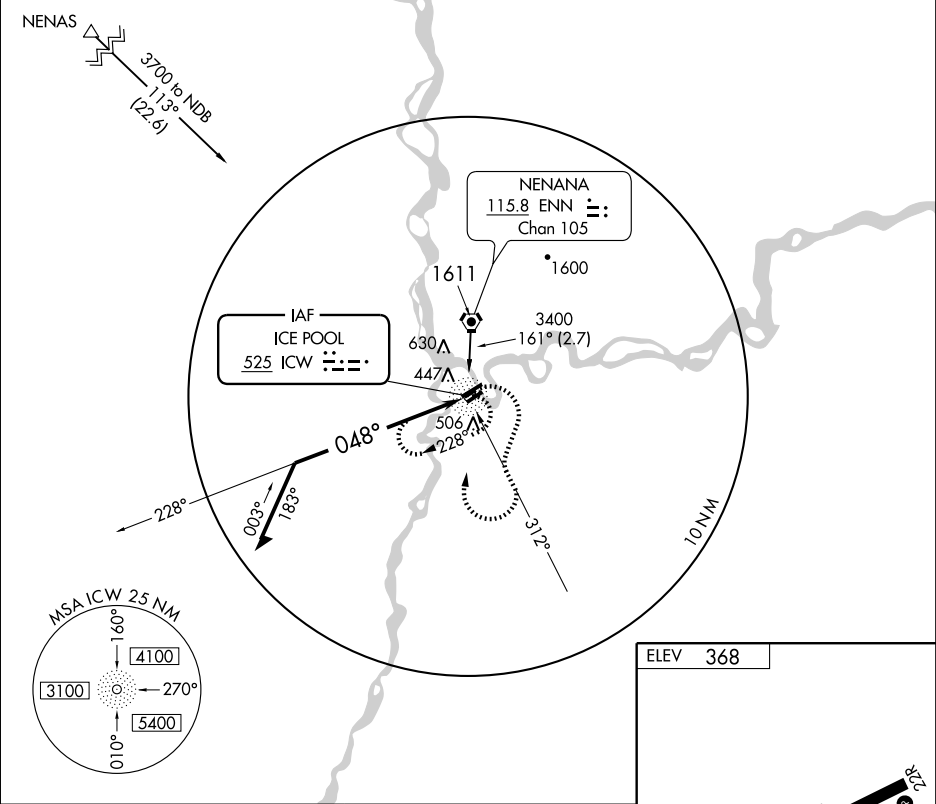 NENAS
3700 to NDB
113°
(22.6)
NENANA
115.8 ENN
Chan 105
1611
1600
3400
161° (2.7)
IAF
ICE POOL
525 ICW
630
447
506
228°
048°
228°
003°
183°
312°
10 NM
MSA ICW 25 NM
160°
4100
3100
270°
5400
010°
ELEV 368
22R